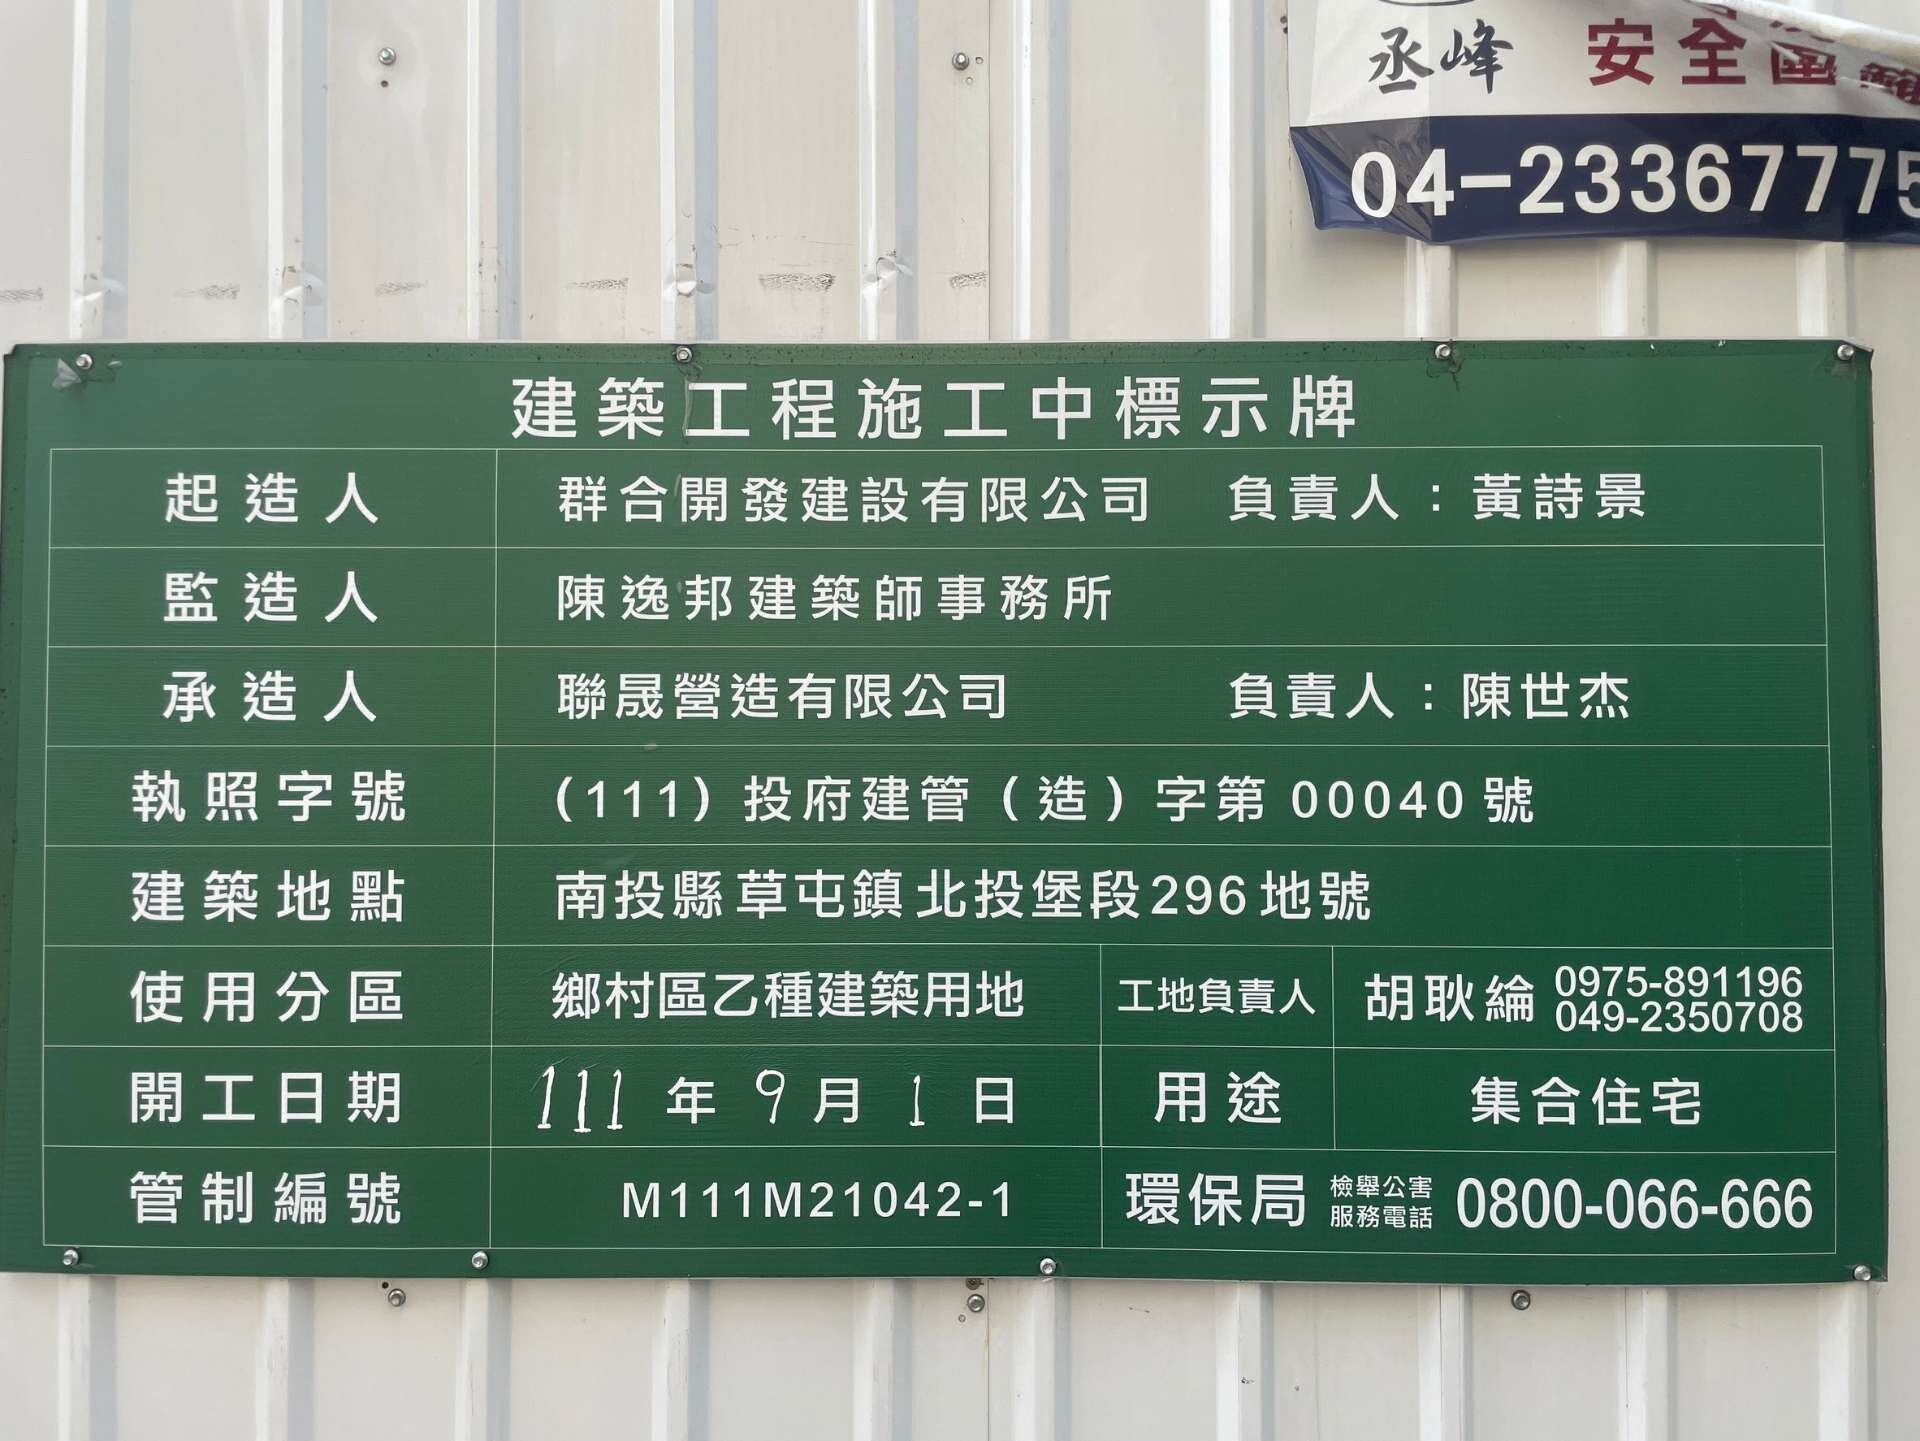 丞峰 安全圍
04-23367775
建築工程施工中標示牌
起造人 群合開發建設有限公司 負責人：黃詩景
監造人 陳逸邦建築師事務所
承造人 聯晟營造有限公司 負責人：陳世杰
執照字號 (111) 投府建管（造）字第 00040 號
建築地點 南投縣草屯鎮北投堡段296地號
使用分區 鄉村區乙種建築用地 工地負責人 胡耿綸 0975-891196
049-2350708
開工日期 111 年 9 月 1 日 用途 集合住宅
管制編號 M111M21042-1 環保局 檢舉公害
服務電話 0800-066-666